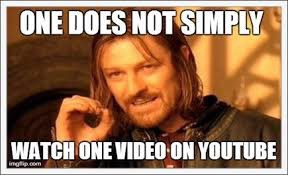 ONE DOES NOT SIMPLY
WATCH ONE VIDEO ON YOUTUBE
imgflip.com